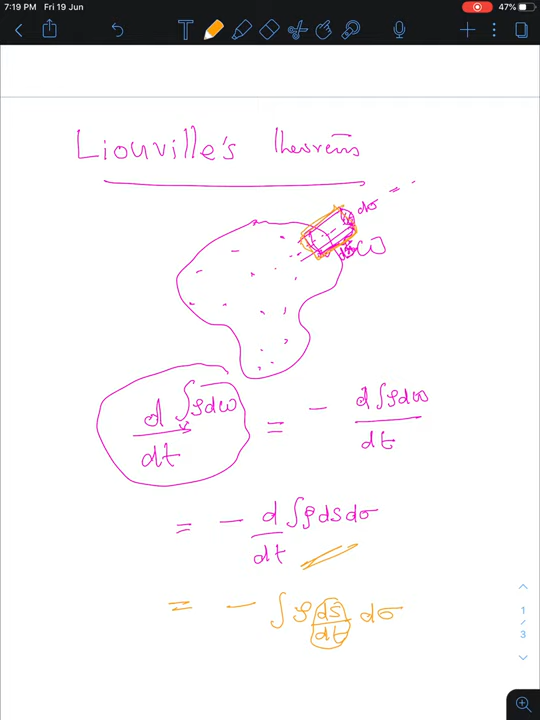 7:19 PM Fri 19 Jun
47%
Liouville's theorem
dσ =
d ∫ρdω
dt
= - d∫ρdω
dt
= - d ∫ρdsdσ
dt
= - ∫ρ ds dσ
dt
1
/
3